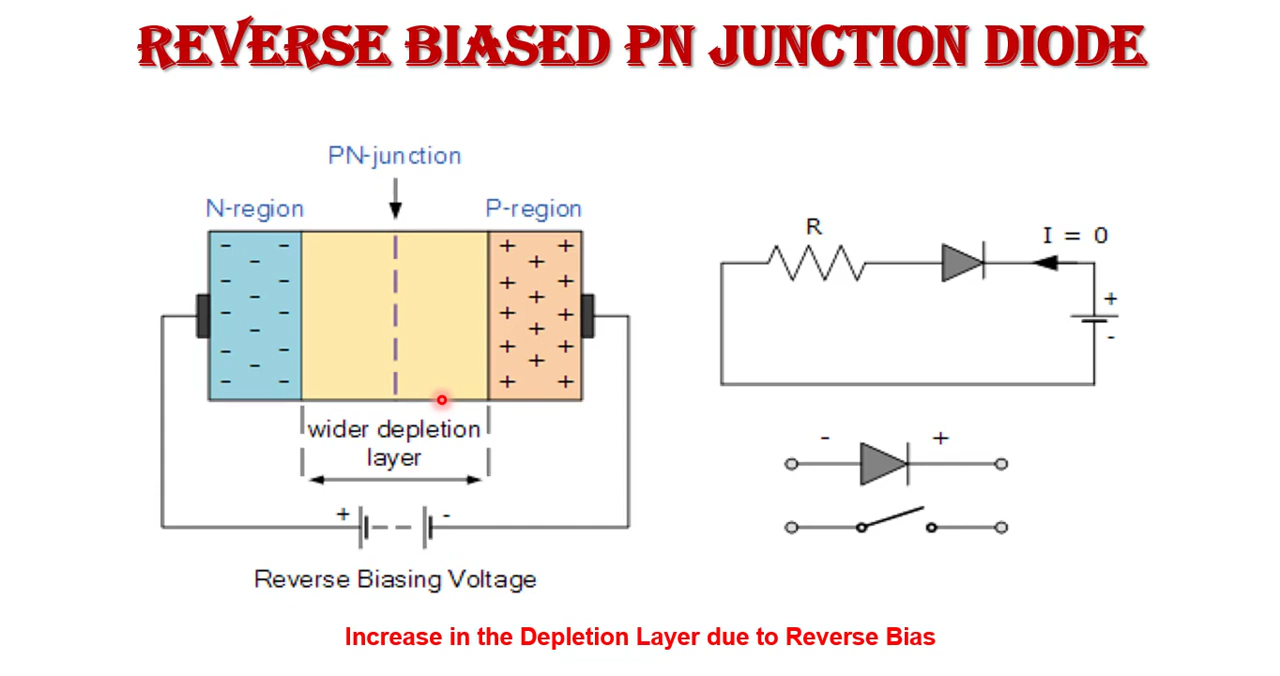 REVERSE BIASED PN JUNCTION DIODE
PN-junction
N-region
P-region
wider depletion
layer
+
-
Reverse Biasing Voltage
R
I = 0
+
-
-
+
Increase in the Depletion Layer due to Reverse Bias